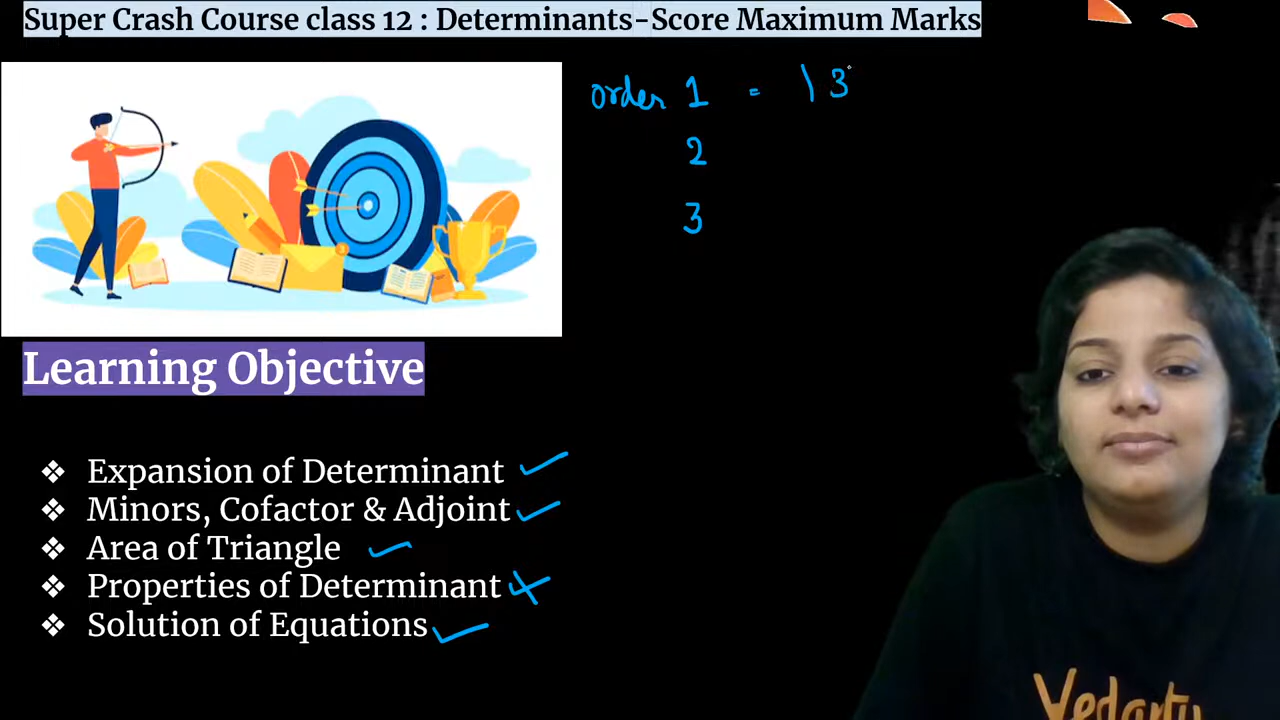 Super Crash Course class 12 : Determinants-Score Maximum Marks
order 1 = | 3
2
3
Learning Objective
❖ Expansion of Determinant ✓
❖ Minors, Cofactor & Adjoint ✓
❖ Area of Triangle ✓
❖ Properties of Determinant ✗
❖ Solution of Equations ✓